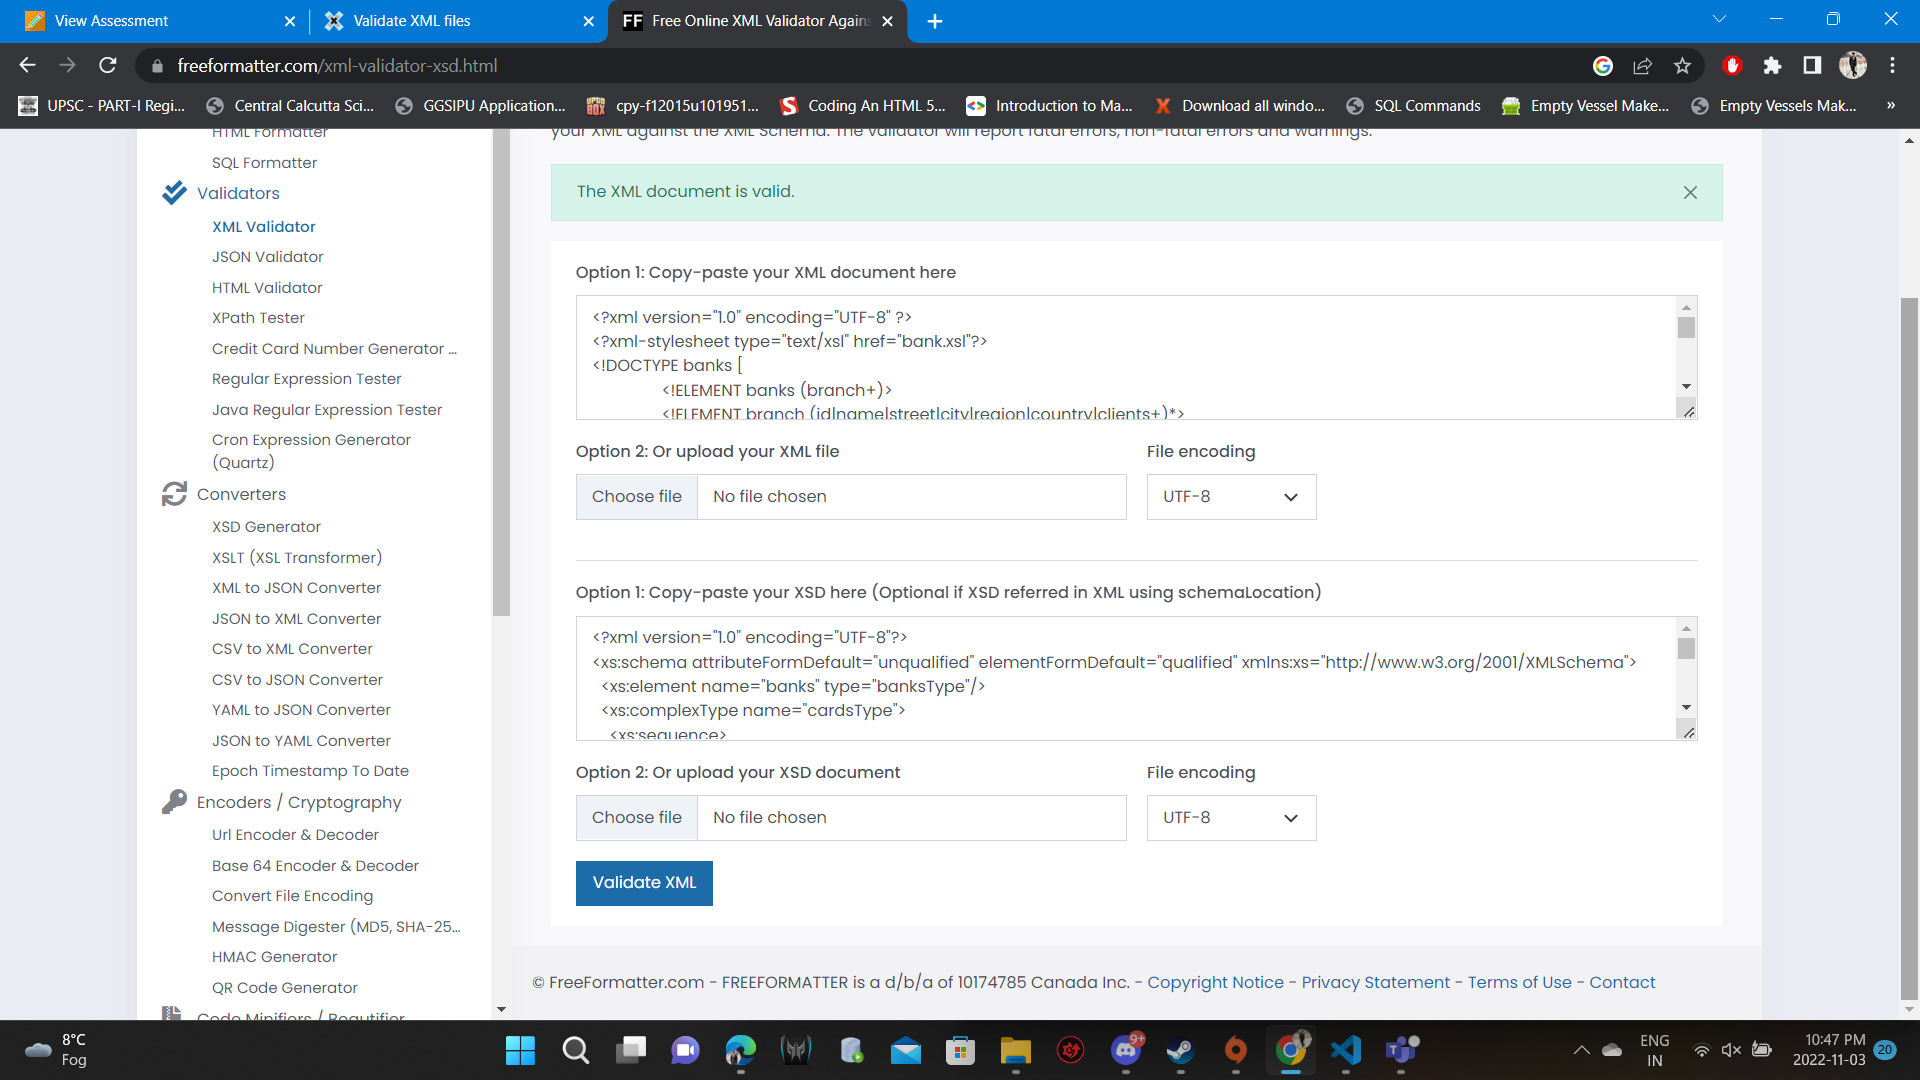 View Assessment
Validate XML files
FF Free Online XML Validator Agains
freeformatter.com/xml-validator-xsd.html
UPSC - PART-I Regi...
Central Calcutta Sci...
GGSIPU Application...
cpy-f12015u101951...
Coding An HTML 5...
Introduction to Ma...
Download all windo...
SQL Commands
Empty Vessel Make...
Empty Vessels Mak...
»
HTML Formatter
SQL Formatter
Validators
XML Validator
JSON Validator
HTML Validator
XPath Tester
Credit Card Number Generator ...
Regular Expression Tester
Java Regular Expression Tester
Cron Expression Generator
(Quartz)
Converters
XSD Generator
XSLT (XSL Transformer)
XML to JSON Converter
JSON to XML Converter
CSV to XML Converter
CSV to JSON Converter
YAML to JSON Converter
JSON to YAML Converter
Epoch Timestamp To Date
Encoders / Cryptography
Url Encoder & Decoder
Base 64 Encoder & Decoder
Convert File Encoding
Message Digester (MD5, SHA-25...
HMAC Generator
QR Code Generator
Code Minifiers / Beautifier
your XML against the XML Schema. The validator will report fatal errors, non-fatal errors and warnings.
The XML document is valid.
Option 1: Copy-paste your XML document here
<?xml version="1.0" encoding="UTF-8" ?>
<?xml-stylesheet type="text/xsl" href="bank.xsl"?>
<!DOCTYPE banks [
<!ELEMENT banks (branch+)>
<!ELEMENT branch (id|name|street|city|region|country|clients+)*>
Option 2: Or upload your XML file
File encoding
Choose file
No file chosen
UTF-8
Option 1: Copy-paste your XSD here (Optional if XSD referred in XML using schemaLocation)
<?xml version="1.0" encoding="UTF-8"?>
<xs:schema attributeFormDefault="unqualified" elementFormDefault="qualified" xmlns:xs="http://www.w3.org/2001/XMLSchema">
<xs:element name="banks" type="banksType"/>
<xs:complexType name="cardsType">
<xs:sequence>
Option 2: Or upload your XSD document
File encoding
Choose file
No file chosen
UTF-8
Validate XML
© FreeFormatter.com - FREEFORMATTER is a d/b/a of 10174785 Canada Inc. - Copyright Notice - Privacy Statement - Terms of Use - Contact
8°C
Fog
9+
ENG
IN
10:47 PM
2022-11-03
20